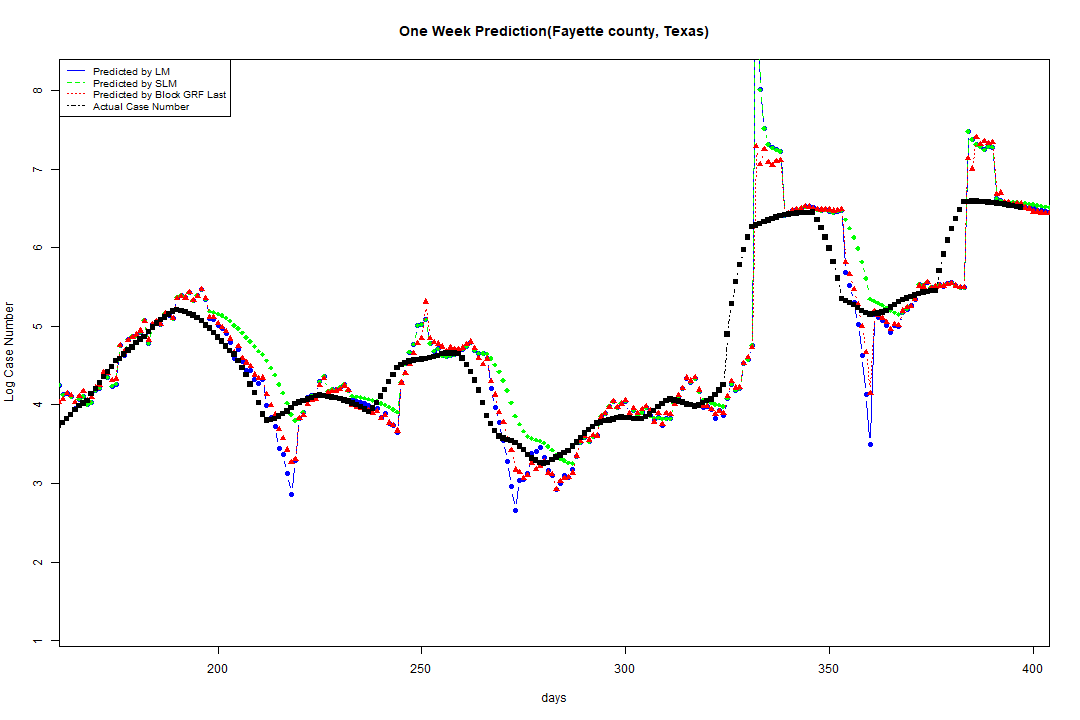 One Week Prediction(Fayette county, Texas)
Predicted by LM
Predicted by SLM
Predicted by Block GRF Last
Actual Case Number
8
7
6
5
4
3
2
1
Log Case Number
200
250
300
350
400
days